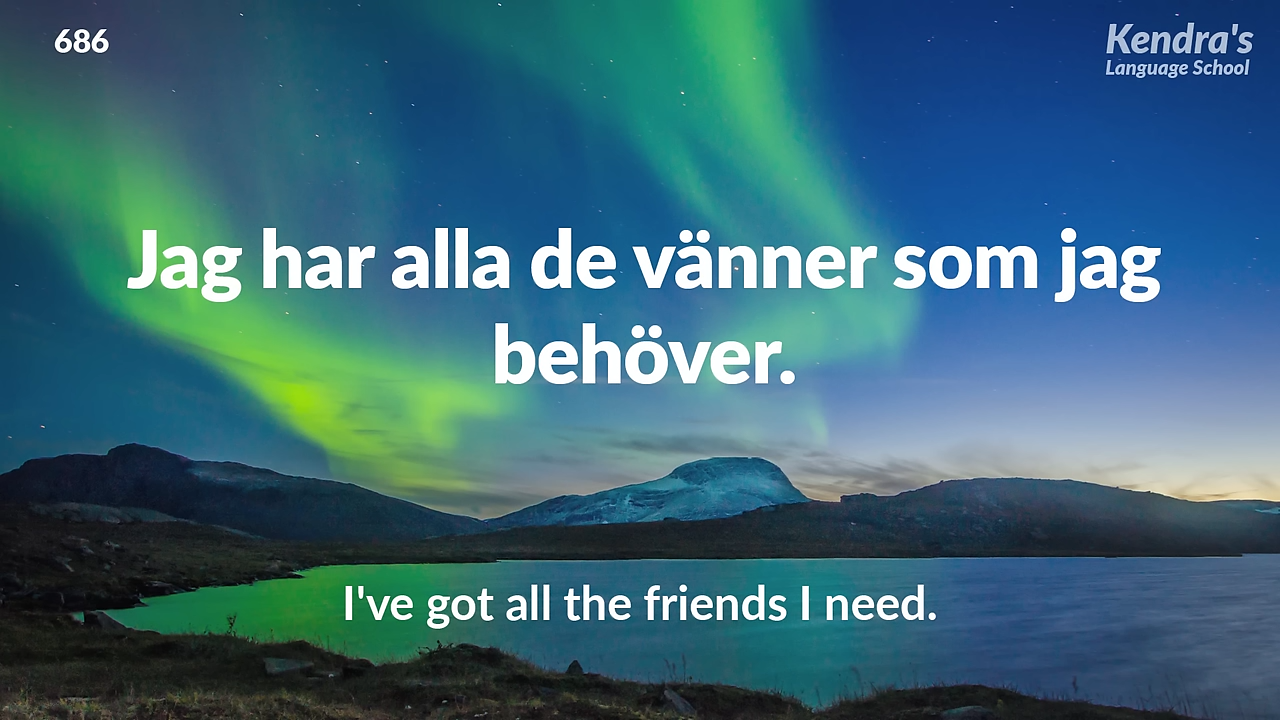 686
Kendra's
Language School
Jag har alla de vänner som jag
behöver.
I've got all the friends I need.